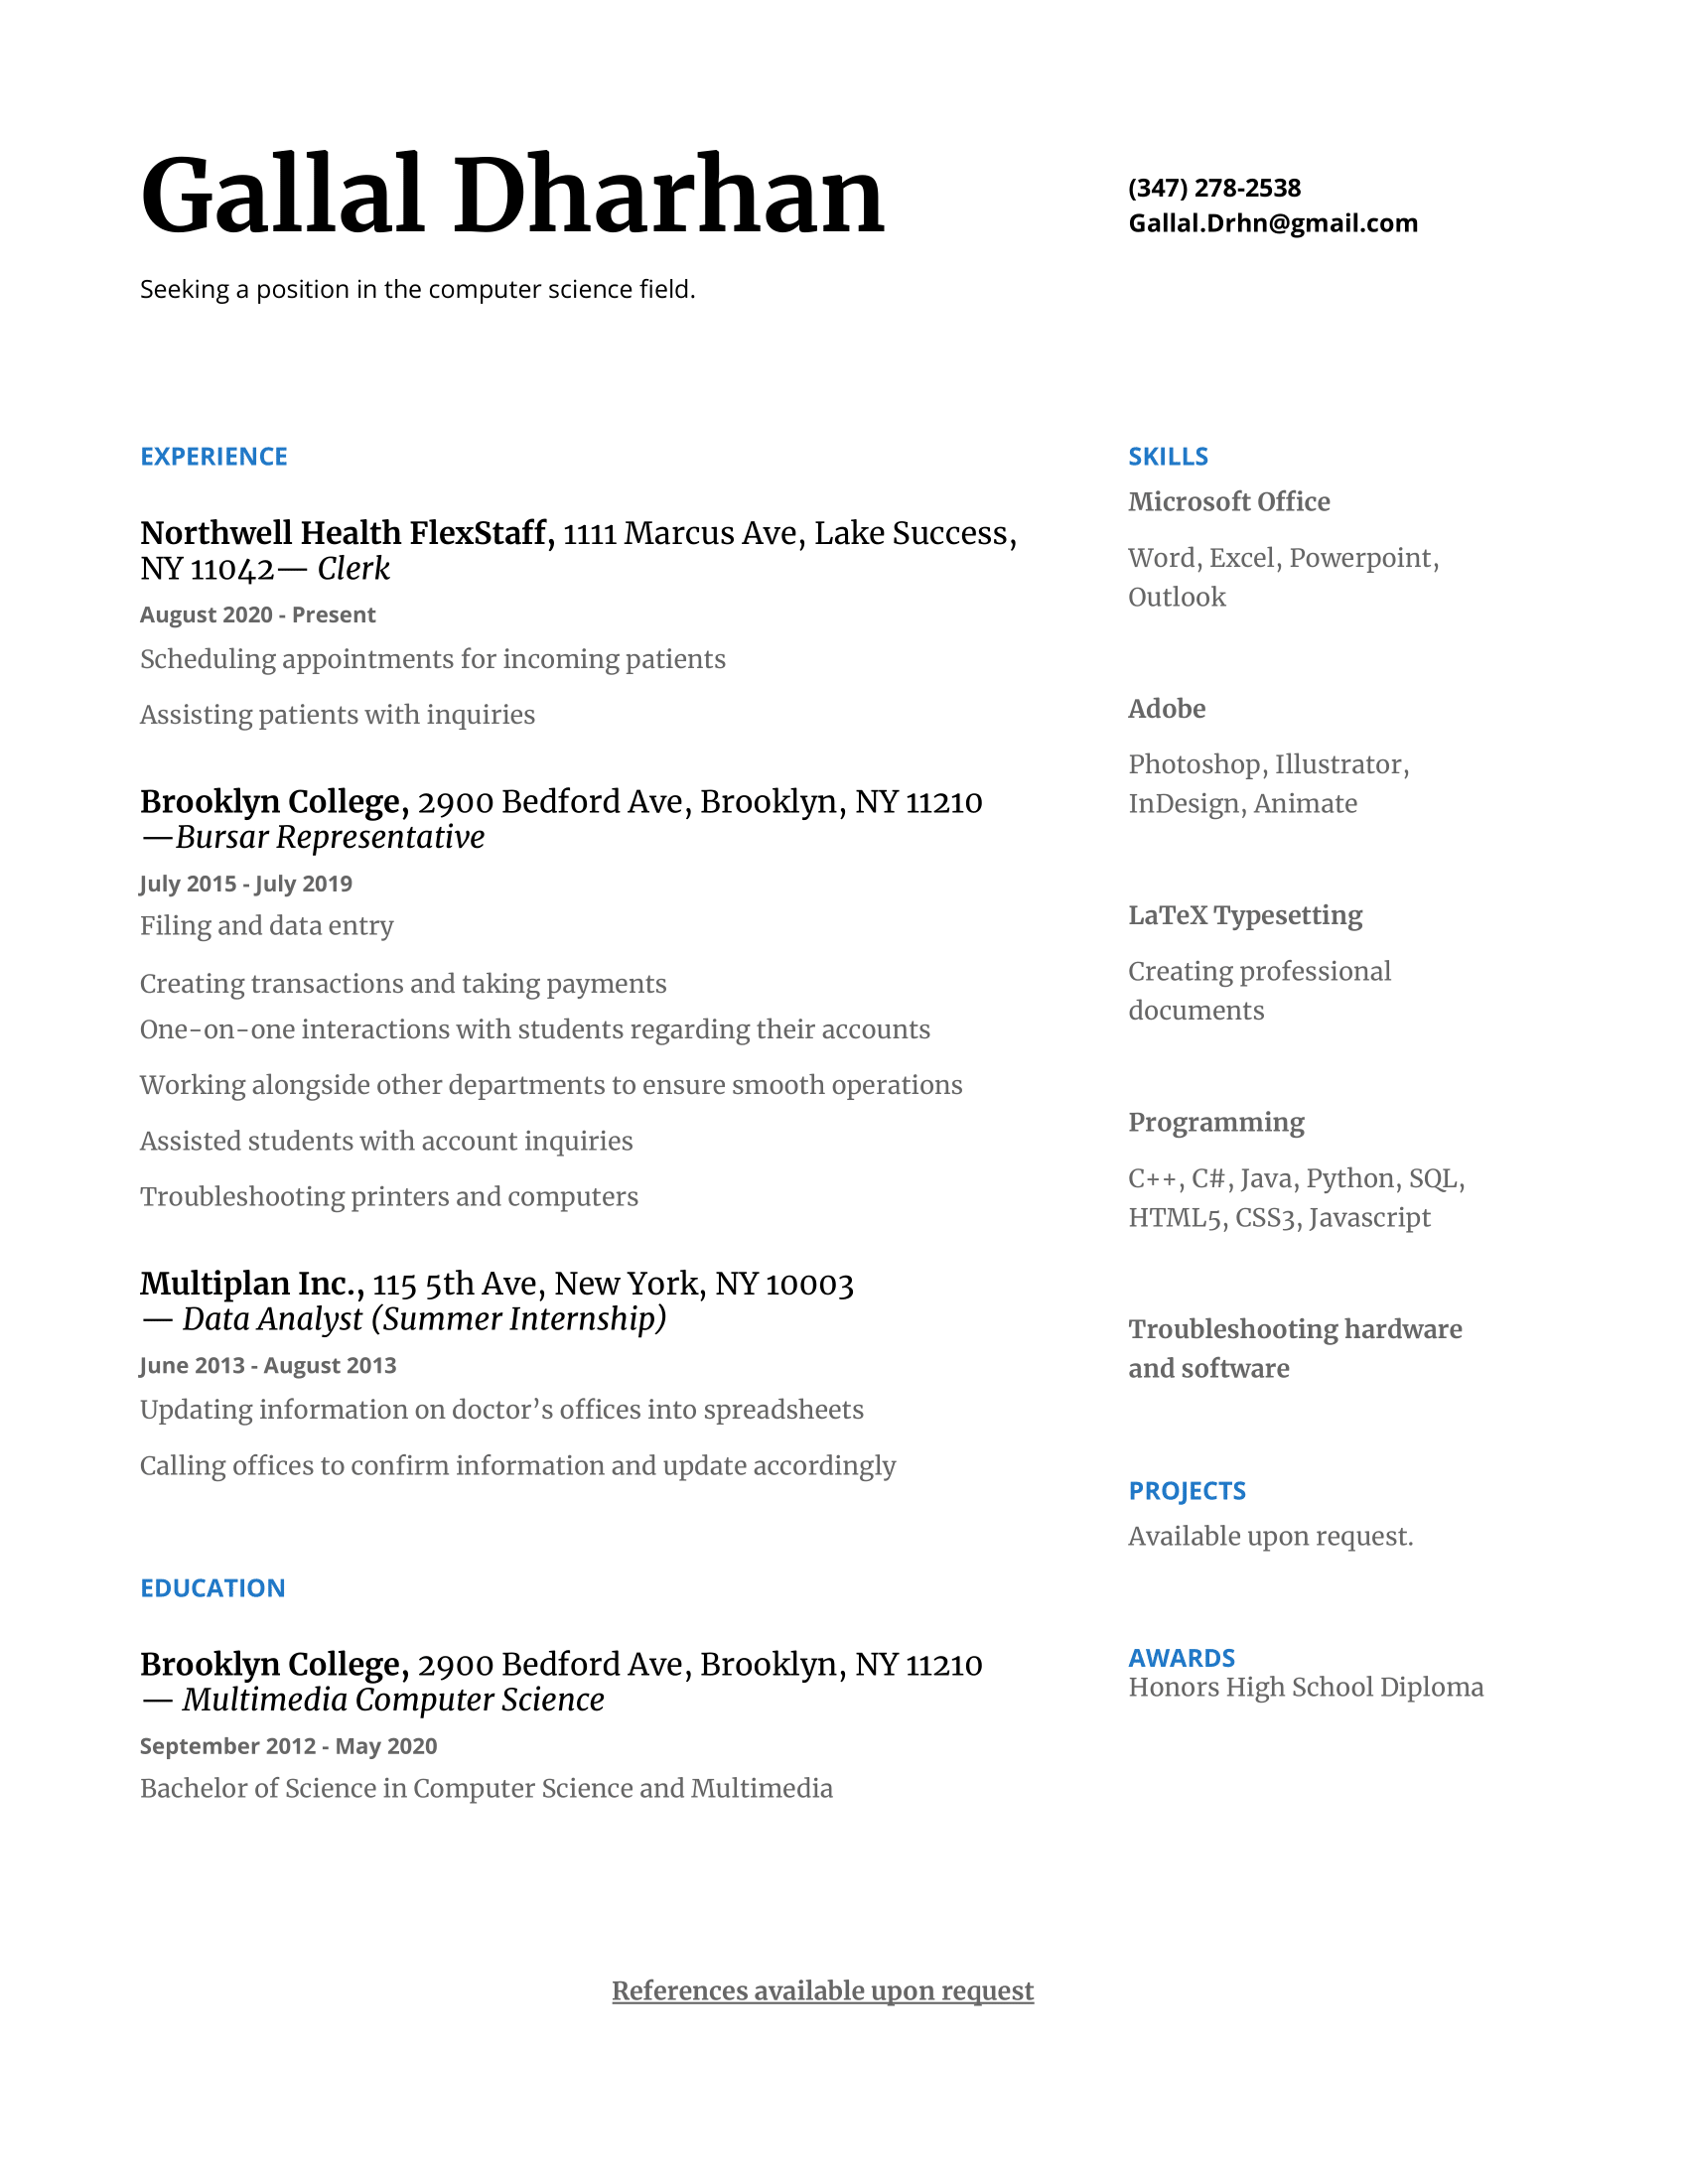 Gallal Dharhan
Seeking a position in the computer science field.
(347) 278-2538
Gallal.Drhn@gmail.com
EXPERIENCE
Northwell Health FlexStaff, 1111 Marcus Ave, Lake Success,
NY 11042— Clerk
August 2020 - Present
Scheduling appointments for incoming patients
Assisting patients with inquiries
Brooklyn College, 2900 Bedford Ave, Brooklyn, NY 11210
—Bursar Representative
July 2015 - July 2019
Filing and data entry
Creating transactions and taking payments
One-on-one interactions with students regarding their accounts
Working alongside other departments to ensure smooth operations
Assisted students with account inquiries
Troubleshooting printers and computers
Multiplan Inc., 115 5th Ave, New York, NY 10003
— Data Analyst (Summer Internship)
June 2013 - August 2013
Updating information on doctor’s offices into spreadsheets
Calling offices to confirm information and update accordingly
EDUCATION
Brooklyn College, 2900 Bedford Ave, Brooklyn, NY 11210
— Multimedia Computer Science
September 2012 - May 2020
Bachelor of Science in Computer Science and Multimedia
SKILLS
Microsoft Office
Word, Excel, Powerpoint,
Outlook
Adobe
Photoshop, Illustrator,
InDesign, Animate
LaTeX Typesetting
Creating professional
documents
Programming
C++, C#, Java, Python, SQL,
HTML5, CSS3, Javascript
Troubleshooting hardware
and software
PROJECTS
Available upon request.
AWARDS
Honors High School Diploma
References available upon request